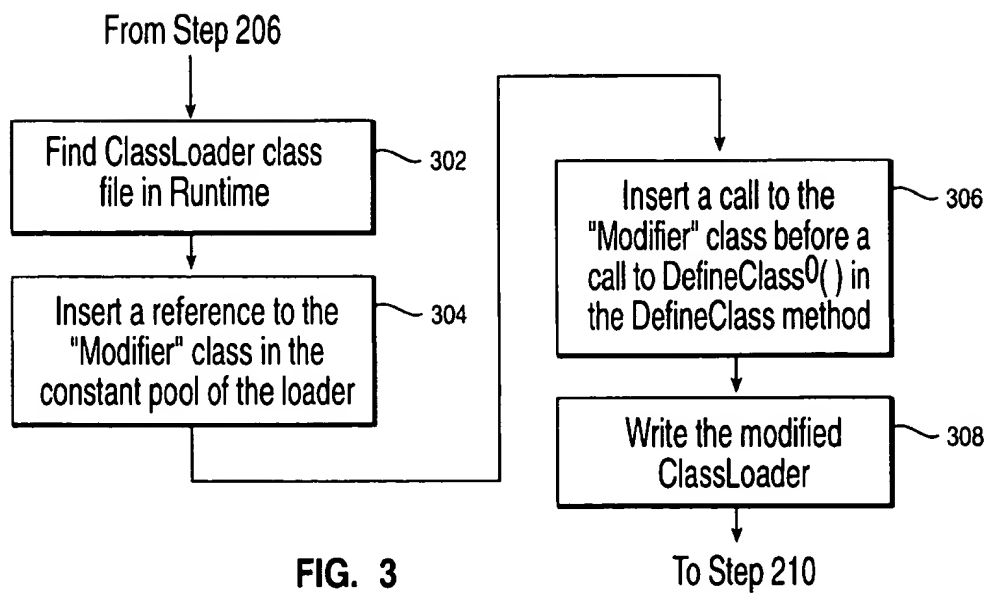 From Step 206
Find ClassLoader class
file in Runtime
302
Insert a reference to the
"Modifier" class in the
constant pool of the loader
304
Insert a call to the
"Modifier" class before a
call to DefineClass⁰( ) in
the DefineClass method
306
Write the modified
ClassLoader
308
To Step 210
FIG. 3